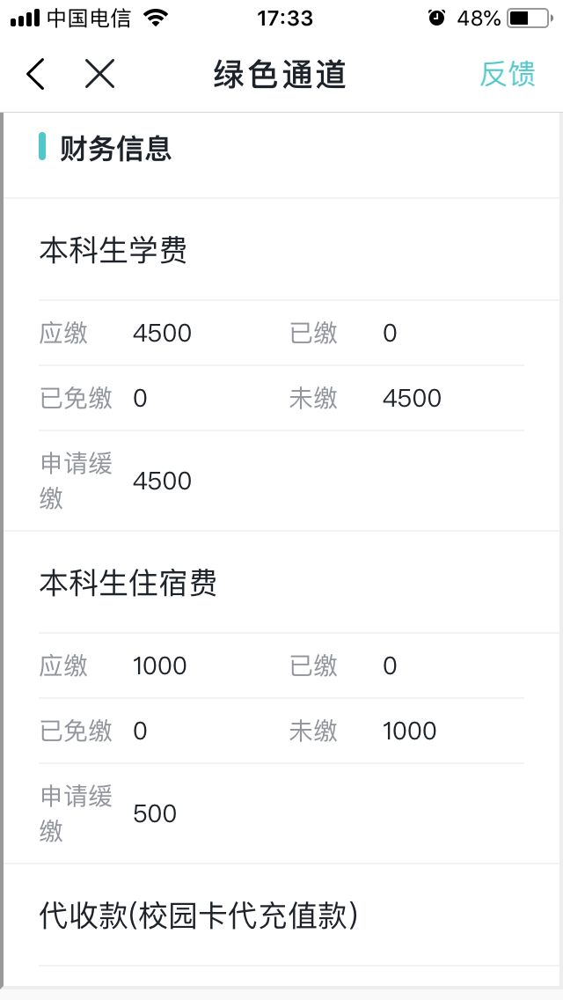 中国电信 17:33 48%
绿色通道 反馈
财务信息
本科生学费
应缴 4500 已缴 0
已免缴 0 未缴 4500
申请缓
缴 4500
本科生住宿费
应缴 1000 已缴 0
已免缴 0 未缴 1000
申请缓
缴 500
代收款(校园卡代充值款)